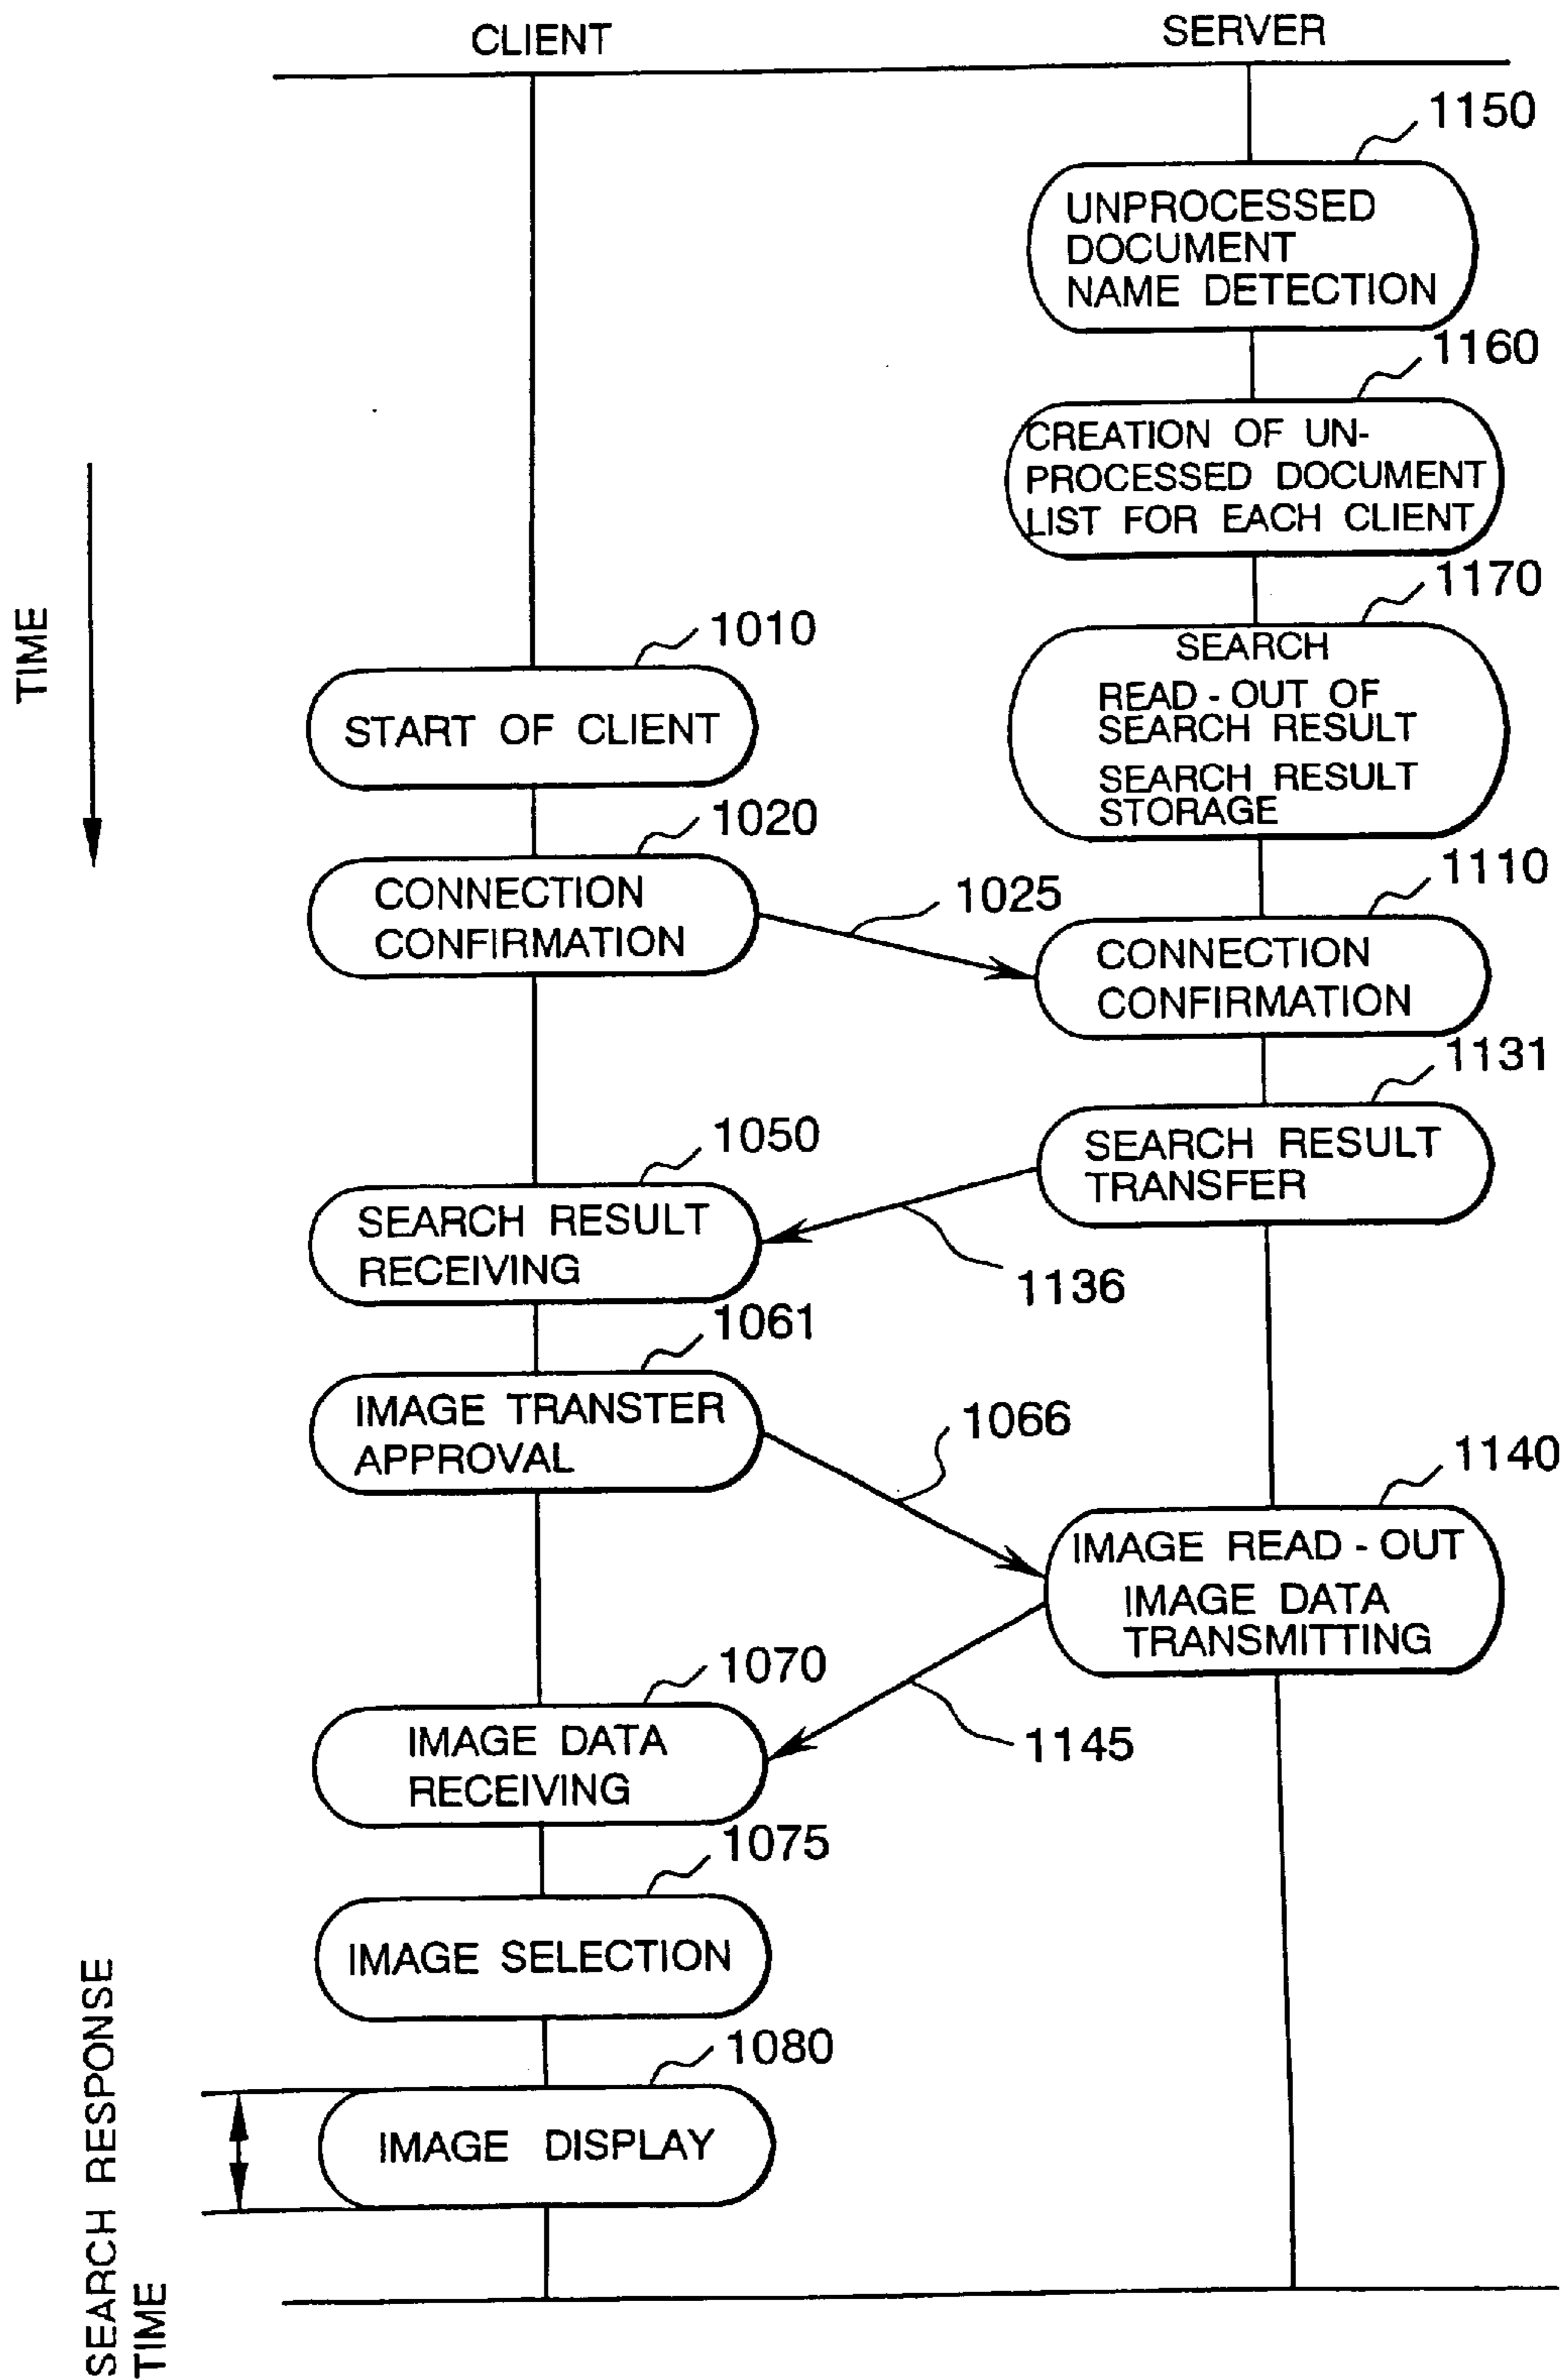 CLIENT
SERVER
1150
UNPROCESSED
DOCUMENT
NAME DETECTION
1160
CREATION OF UN-
PROCESSED DOCUMENT
LIST FOR EACH CLIENT
1170
SEARCH
READ - OUT OF
SEARCH RESULT
SEARCH RESULT
STORAGE
TIME
1010
START OF CLIENT
1020
CONNECTION
CONFIRMATION
1025
1110
CONNECTION
CONFIRMATION
1131
SEARCH RESULT
TRANSFER
1050
SEARCH RESULT
RECEIVING
1136
1061
IMAGE TRANSTER
APPROVAL
1066
1140
IMAGE READ - OUT
IMAGE DATA
TRANSMITTING
1070
IMAGE DATA
RECEIVING
1145
1075
IMAGE SELECTION
1080
IMAGE DISPLAY
SEARCH RESPONSE
TIME